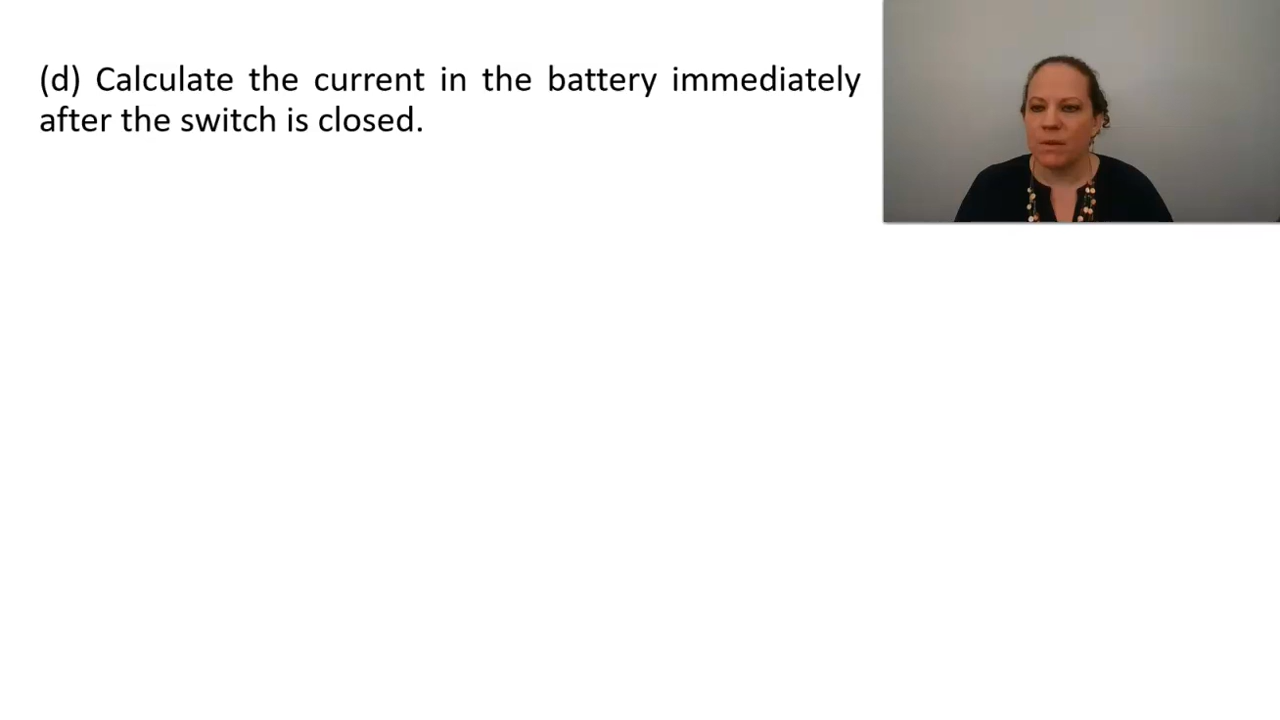 (d) Calculate the current in the battery immediately
after the switch is closed.